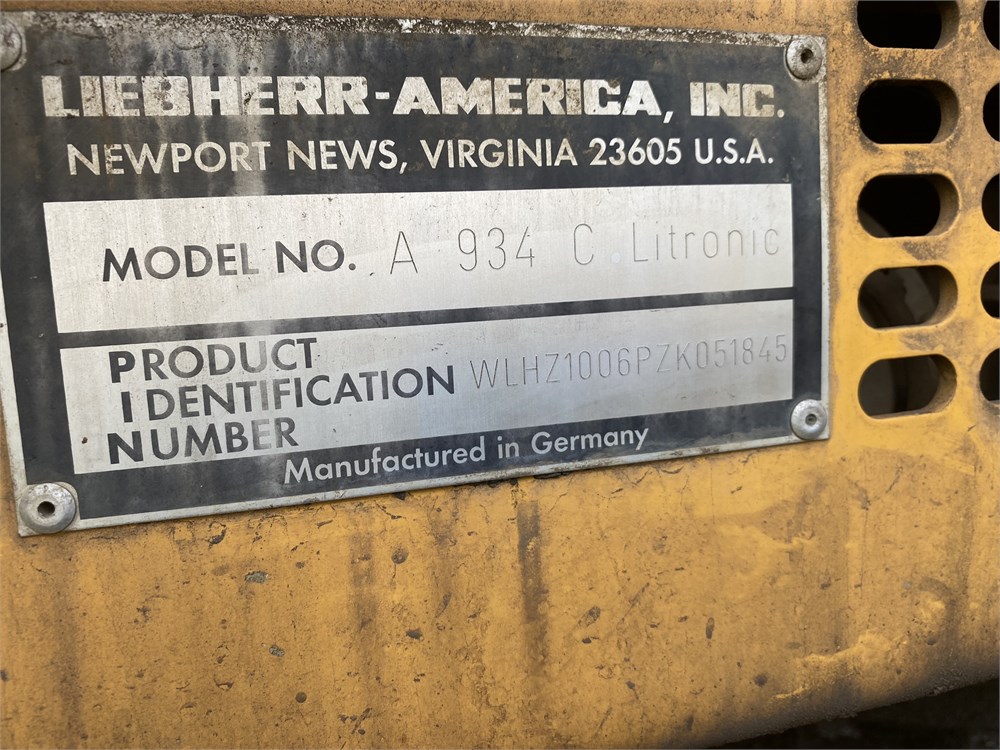 LIEBHERR-AMERICA, INC.
NEWPORT NEWS, VIRGINIA 23605 U.S.A.
MODEL NO. A 934 C Litronic
PRODUCT
IDENTIFICATION
NUMBER
WLHZ1006PZK051845
Manufactured in Germany